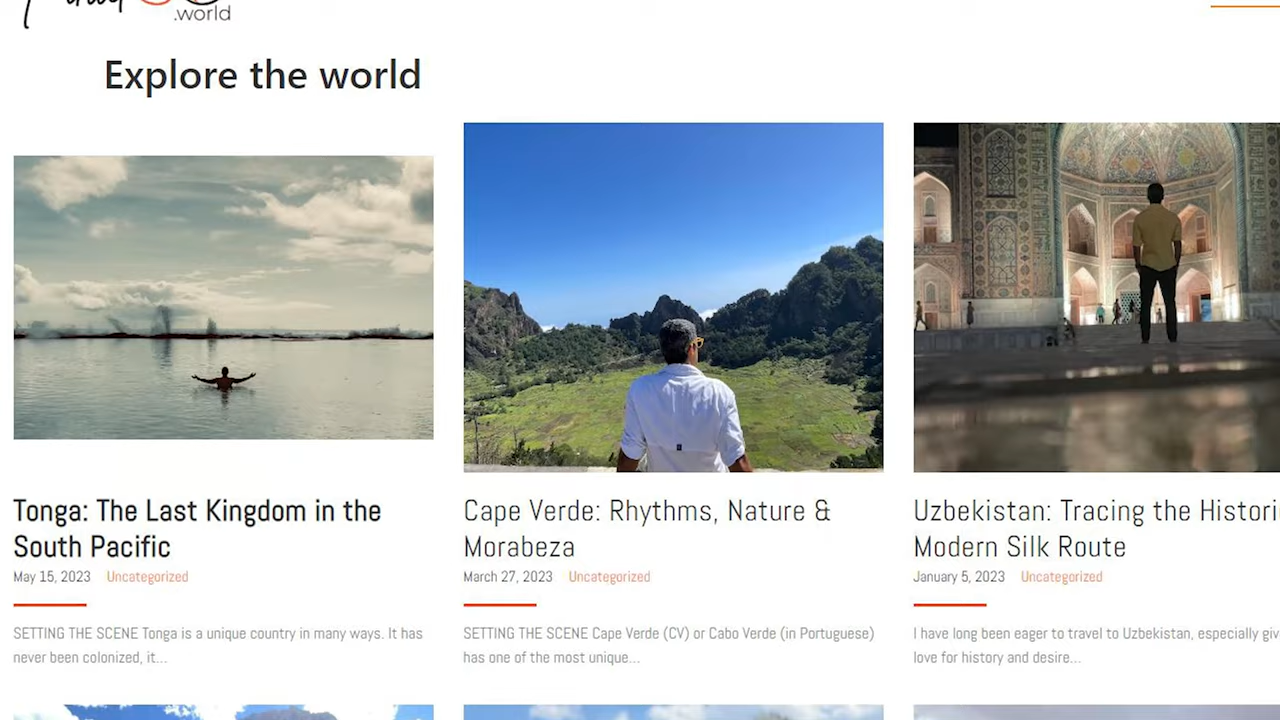 .world
Explore the world
Tonga: The Last Kingdom in the
South Pacific
May 15, 2023 Uncategorized
SETTING THE SCENE Tonga is a unique country in many ways. It has
never been colonized, it...
Cape Verde: Rhythms, Nature &
Morabeza
March 27, 2023 Uncategorized
SETTING THE SCENE Cape Verde (CV) or Cabo Verde (in Portuguese)
has one of the most unique...
Uzbekistan: Tracing the Histori
Modern Silk Route
January 5, 2023 Uncategorized
I have long been eager to travel to Uzbekistan, especially giv
love for history and desire...